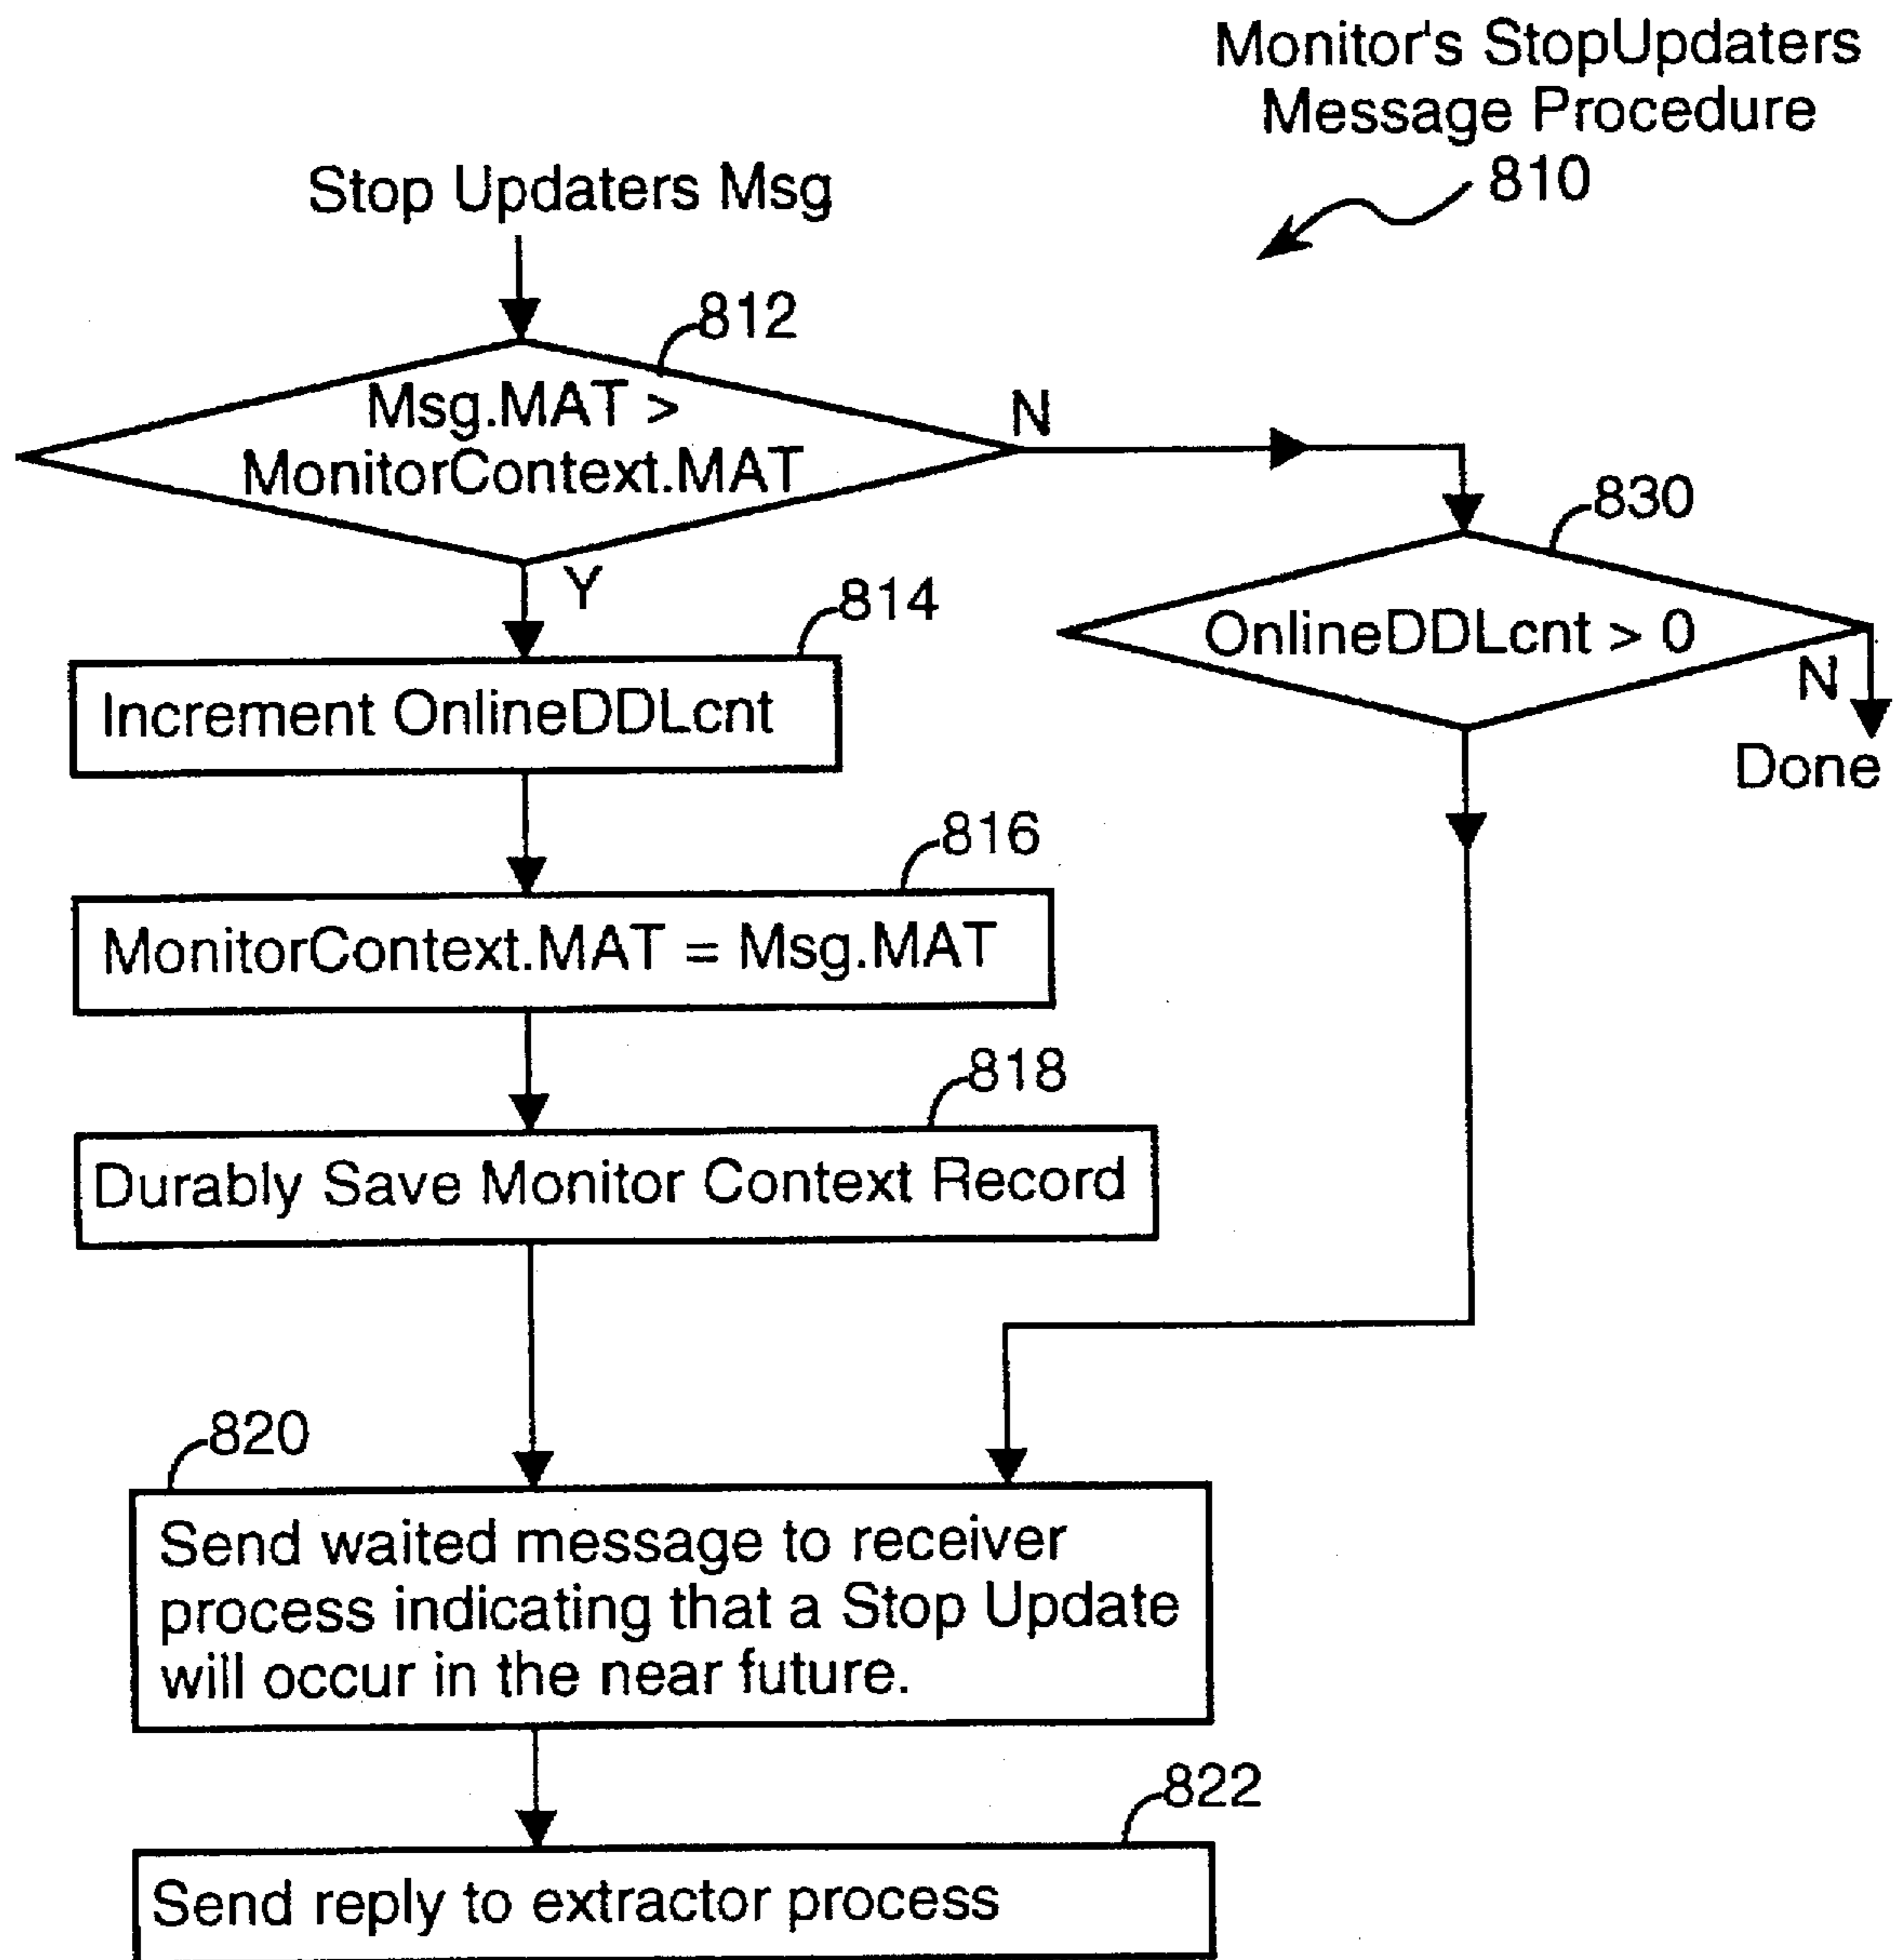 Monitor's StopUpdaters
Message Procedure
810
Stop Updaters Msg
812
Msg.MAT >
MonitorContext.MAT
N
830
OnlineDDLcnt > 0
N
Done
Y
814
Increment OnlineDDLcnt
816
MonitorContext.MAT = Msg.MAT
818
Durably Save Monitor Context Record
820
Send waited message to receiver
process indicating that a Stop Update
will occur in the near future.
822
Send reply to extractor process